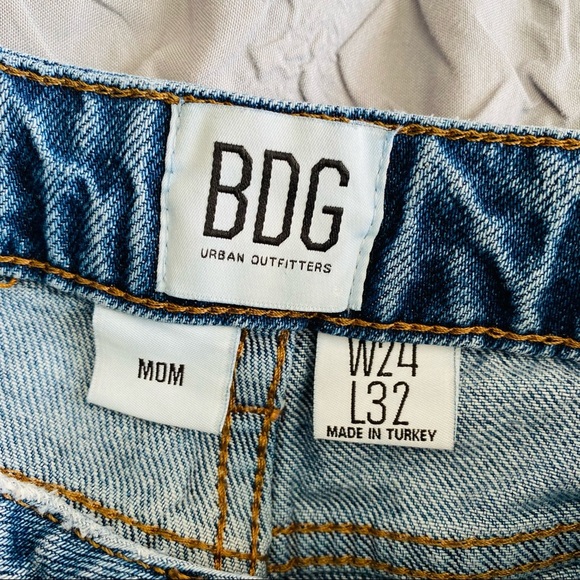 BDG
URBAN OUTFITTERS
MOM
W24
L32
MADE IN TURKEY